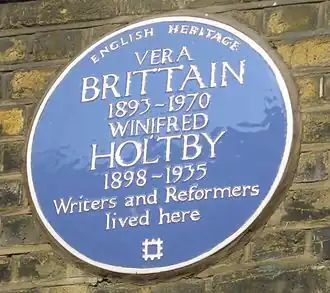 ENGLISH HERITAGE
VERA
BRITTAIN
1893~1970
WINIFRED
HOLTBY
1898~1935
Writers and Reformers
lived here